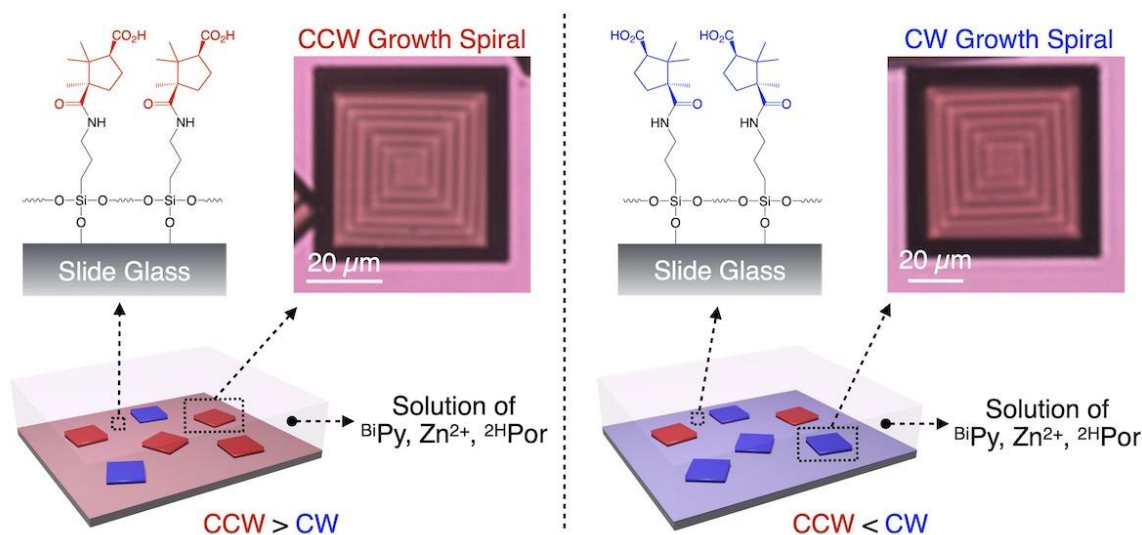 CO₂H CO₂H
CCW Growth Spiral
O O
NH NH
O Si O O Si O
O O
Slide Glass
20 µm
Solution of
ᴮⁱPy, Zn²⁺, ²ᴴPor
CCW > CW
HO₂C HO₂C
CW Growth Spiral
O O
HN HN
O Si O O Si O
O O
Slide Glass
20 µm
Solution of
ᴮⁱPy, Zn²⁺, ²ᴴPor
CCW < CW